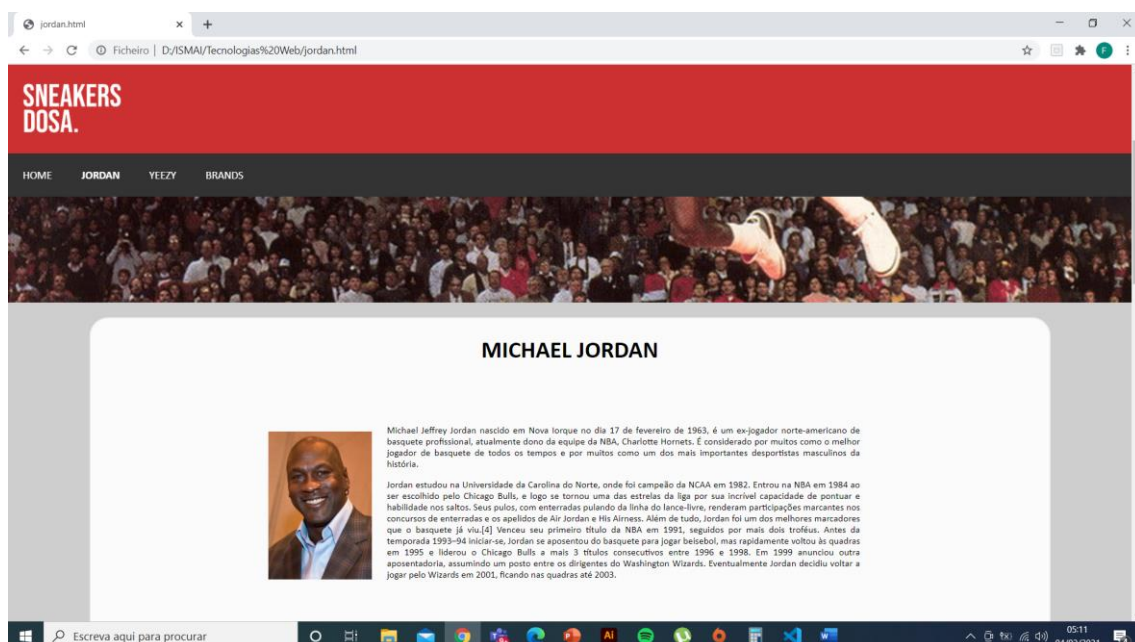 jordan.html
Ficheiro | D:/ISMAI/Tecnologias%20Web/jordan.html
F
SNEAKERS
DOSA.
HOME JORDAN YEEZY BRANDS
MICHAEL JORDAN
Michael Jeffrey Jordan nascido em Nova Iorque no dia 17 de fevereiro de 1963, é um ex-jogador norte-americano de
basquete profissional, atualmente dono da equipe da NBA, Charlotte Hornets. É considerado por muitos como o melhor
jogador de basquete de todos os tempos e por muitos como um dos mais importantes desportistas masculinos da
história.
Jordan estudou na Universidade da Carolina do Norte, onde foi campeão da NCAA em 1982. Entrou na NBA em 1984 ao
ser escolhido pelo Chicago Bulls, e logo se tornou uma das estrelas da liga por sua incrível capacidade de pontuar e
habilidade nos saltos. Seus pulos, com enterradas pulando da linha do lance-livre, renderam participações marcantes nos
concursos de enterradas e os apelidos de Air Jordan e His Airness. Além de tudo, Jordan foi um dos melhores marcadores
que o basquete já viu.[4] Venceu seu primeiro título da NBA em 1991, seguidos por mais dois troféus. Antes da
temporada 1993–94 iniciar-se, Jordan se aposentou do basquete para jogar beisebol, mas rapidamente voltou às quadras
em 1995 e liderou o Chicago Bulls a mais 3 títulos consecutivos entre 1996 e 1998. Em 1999 anunciou outra
aposentadoria, assumindo um posto entre os dirigentes do Washington Wizards. Eventualmente Jordan decidiu voltar a
jogar pelo Wizards em 2001, ficando nas quadras até 2003.
Escreva aqui para procurar
Ai
05:11